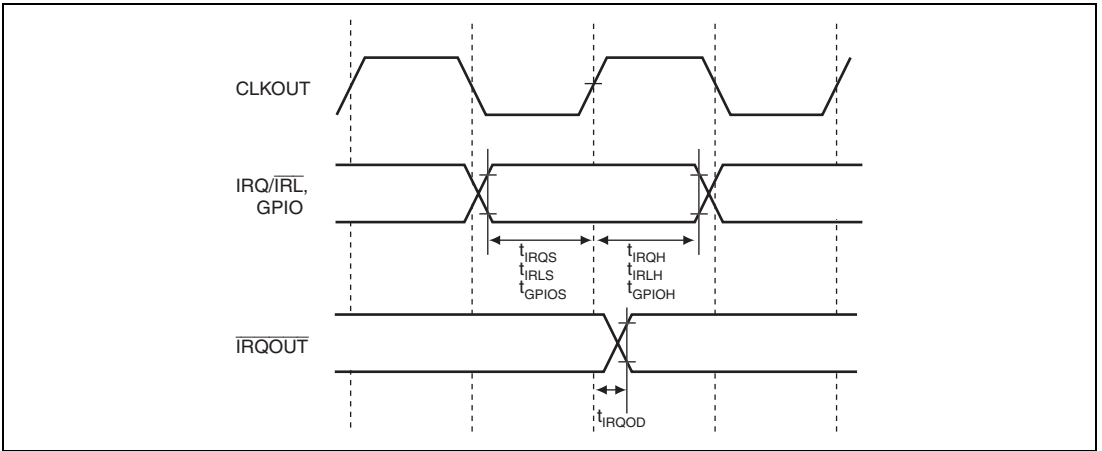 CLKOUT
IRQ/IRL,
GPIO
tIRQS
tIRLS
tGPIOS
tIRQH
tIRLH
tGPIOH
IRQOUT
tIRQOD